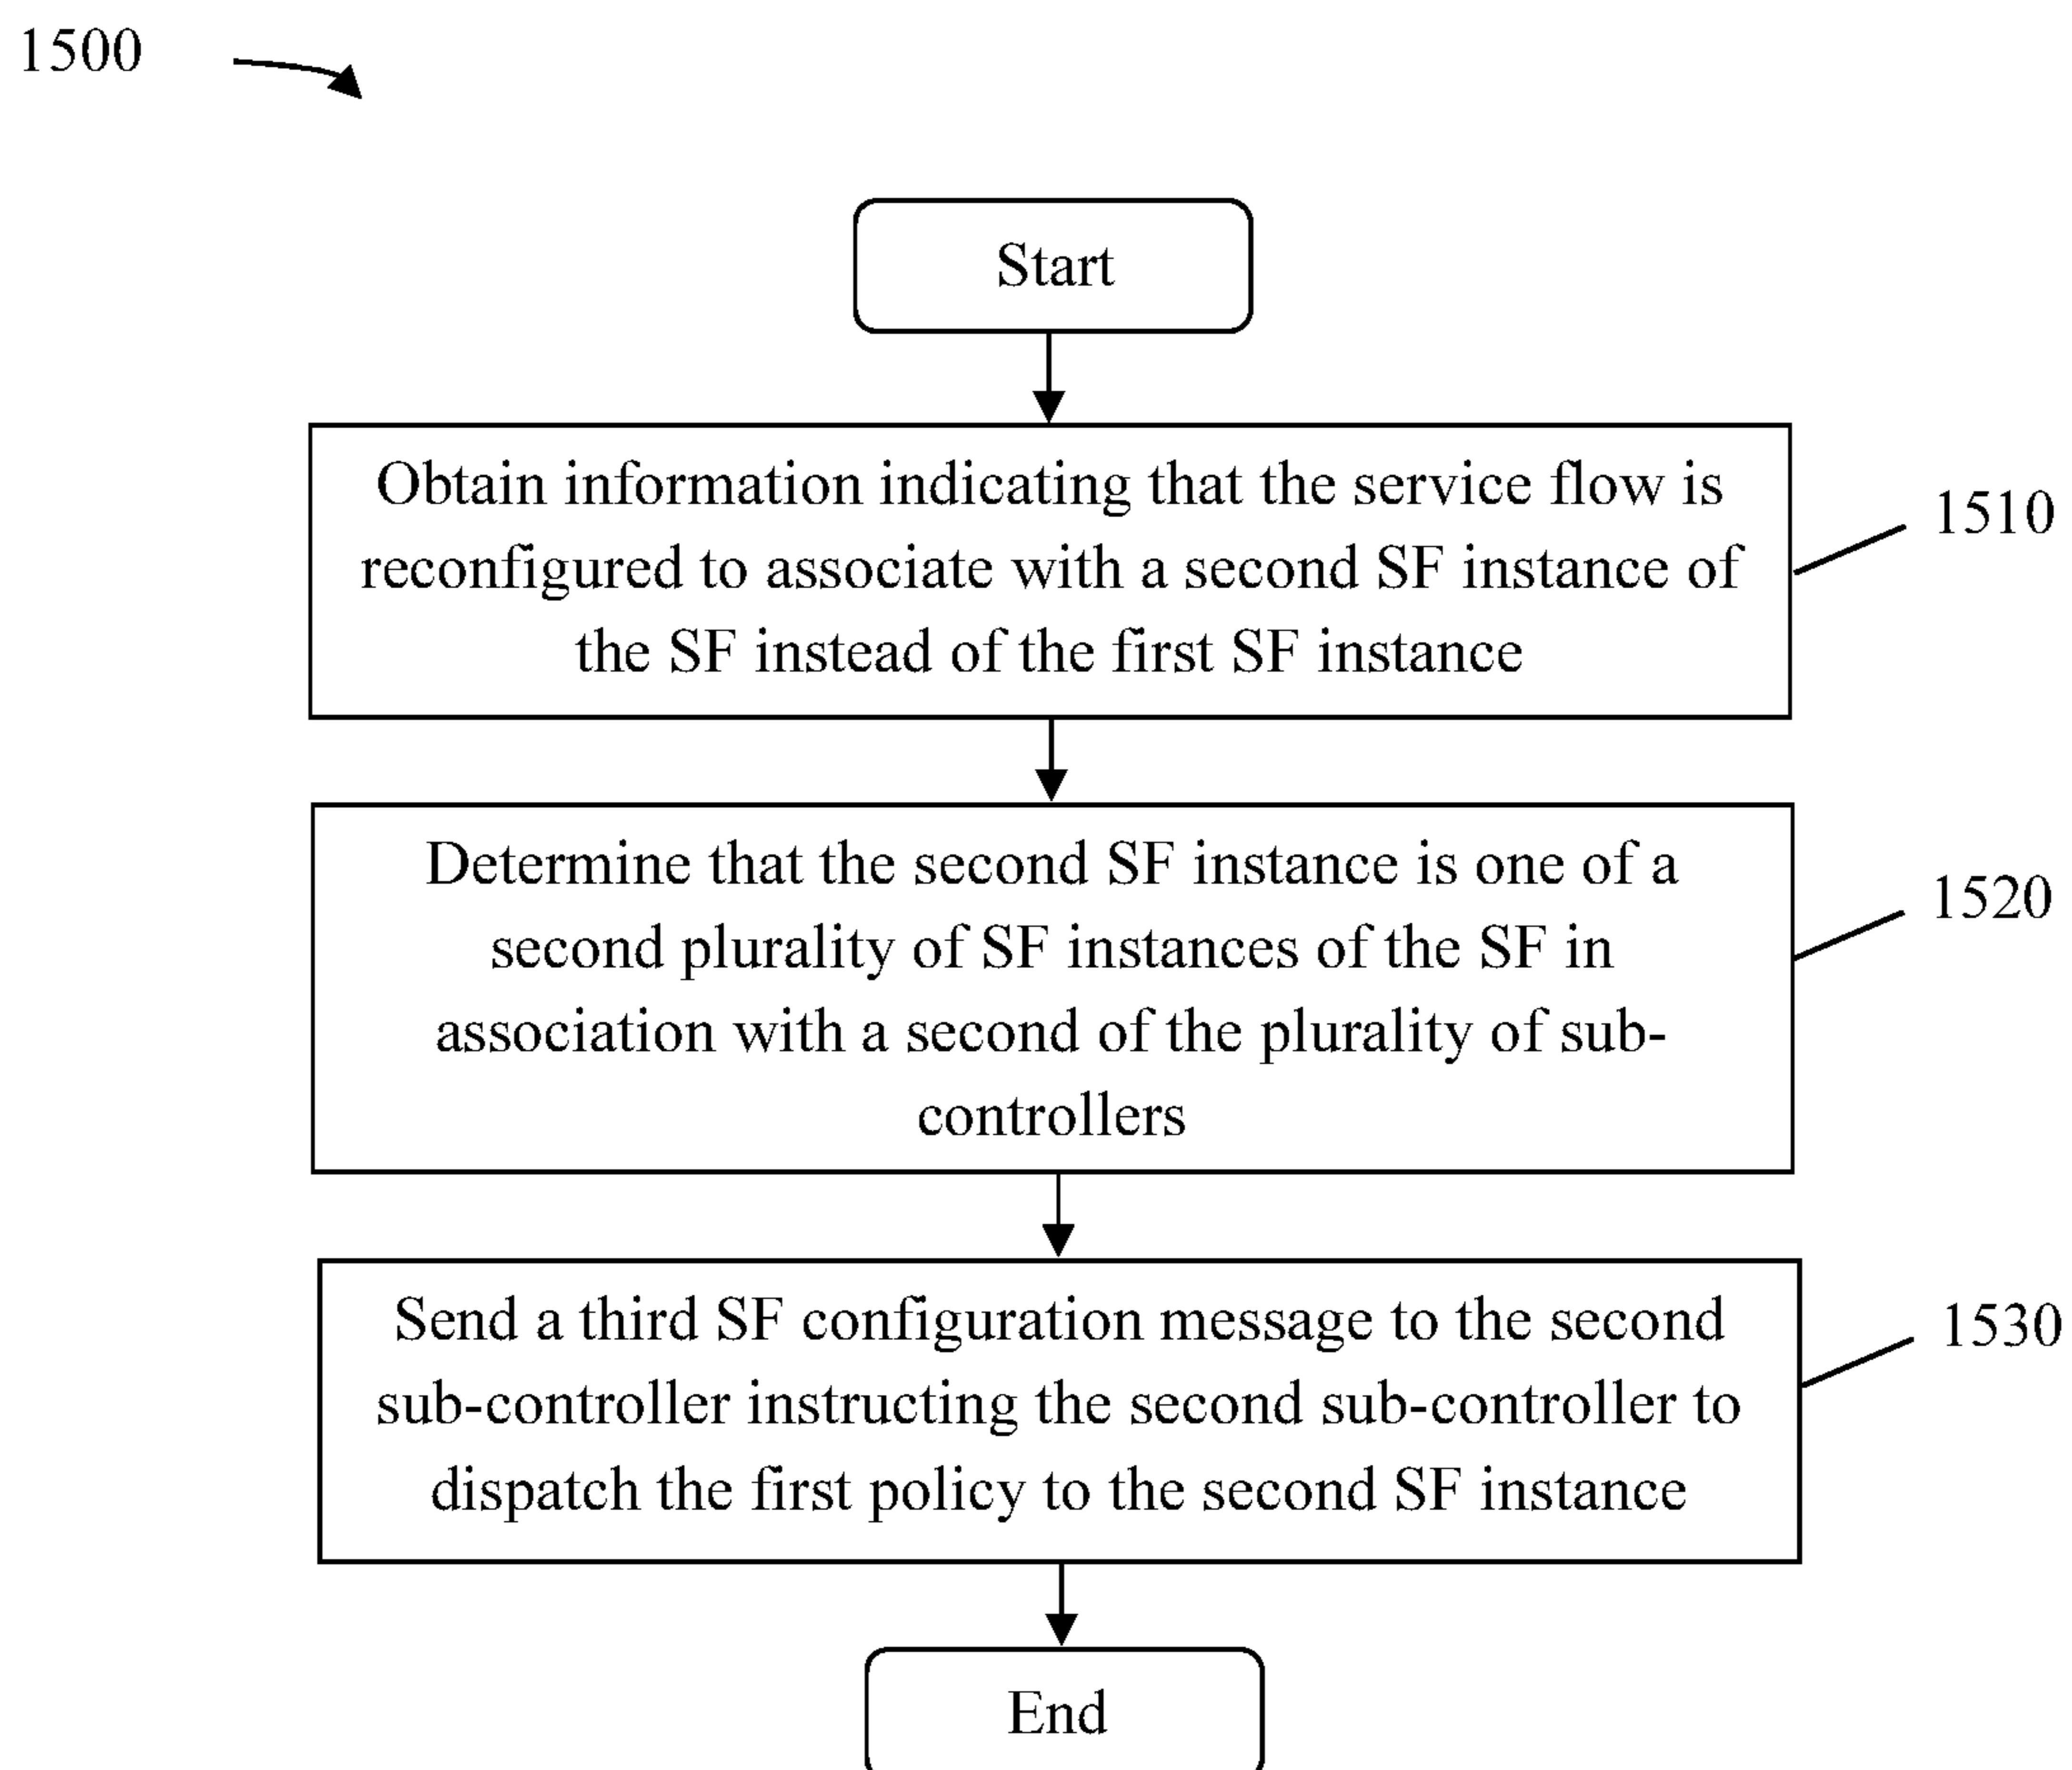 1500
Start
Obtain information indicating that the service flow is
reconfigured to associate with a second SF instance of
the SF instead of the first SF instance
1510
Determine that the second SF instance is one of a
second plurality of SF instances of the SF in
association with a second of the plurality of sub-
controllers
1520
Send a third SF configuration message to the second
sub-controller instructing the second sub-controller to
dispatch the first policy to the second SF instance
1530
End